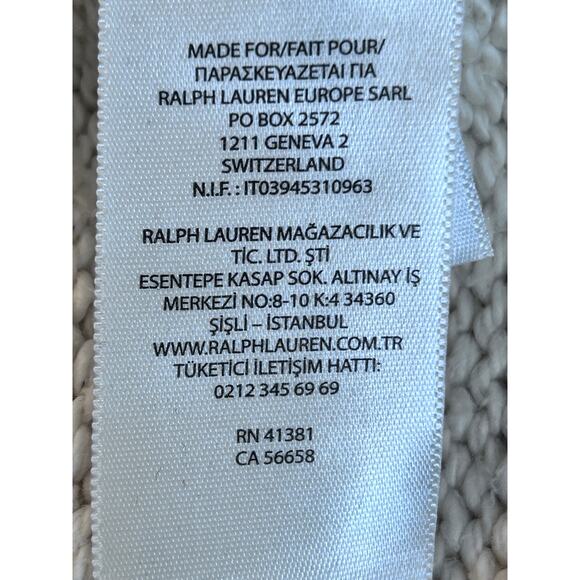 MADE FOR/FAIT POUR/
ΠΑΡΑΣΚΕΥΑΖΕΤΑΙ ΓΙΑ
RALPH LAUREN EUROPE SARL
PO BOX 2572
1211 GENEVA 2
SWITZERLAND
N.I.F. : IT03945310963
RALPH LAUREN MAĞAZACILIK VE
TİC. LTD. ŞTİ
ESENTEPE KASAP SOK. ALTINAY İŞ
MERKEZİ NO:8-10 K:4 34360
ŞİŞLİ – İSTANBUL
WWW.RALPHLAUREN.COM.TR
TÜKETİCİ İLETİŞİM HATTI:
0212 345 69 69
RN 41381
CA 56658